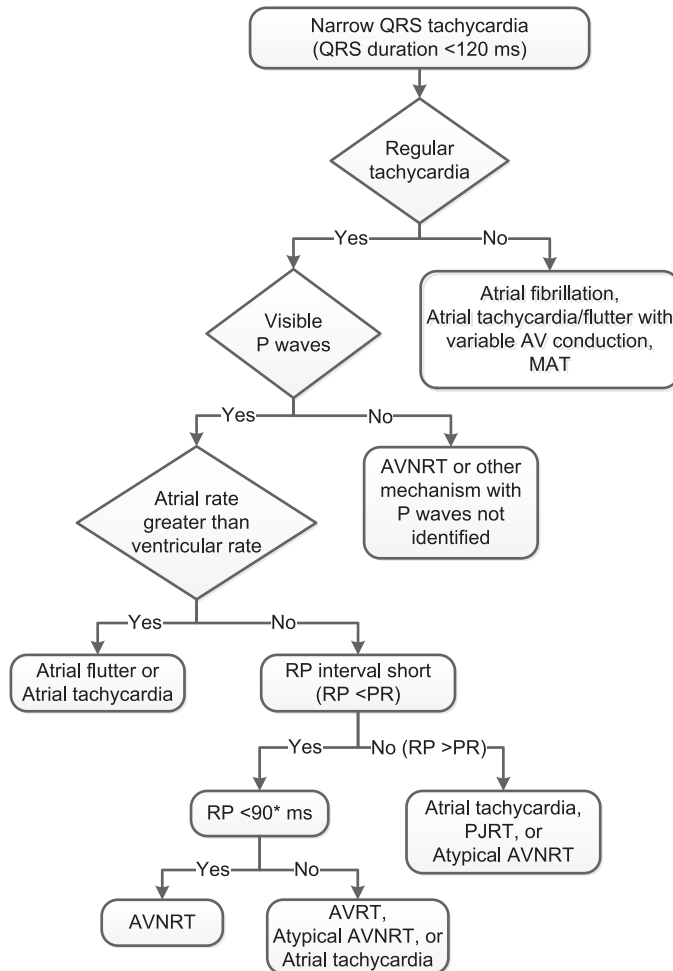 Narrow QRS tachycardia
(QRS duration <120 ms)
Regular
tachycardia
Yes
No
Visible
P waves
Atrial fibrillation,
Atrial tachycardia/flutter with
variable AV conduction,
MAT
Yes
No
Atrial rate
greater than
ventricular rate
AVNRT or other
mechanism with
P waves not
identified
Yes
No
Atrial flutter or
Atrial tachycardia
RP interval short
(RP <PR)
Yes
No (RP >PR)
RP <90* ms
Atrial tachycardia,
PJRT, or
Atypical AVNRT
Yes
No
AVNRT
AVRT,
Atypical AVNRT, or
Atrial tachycardia